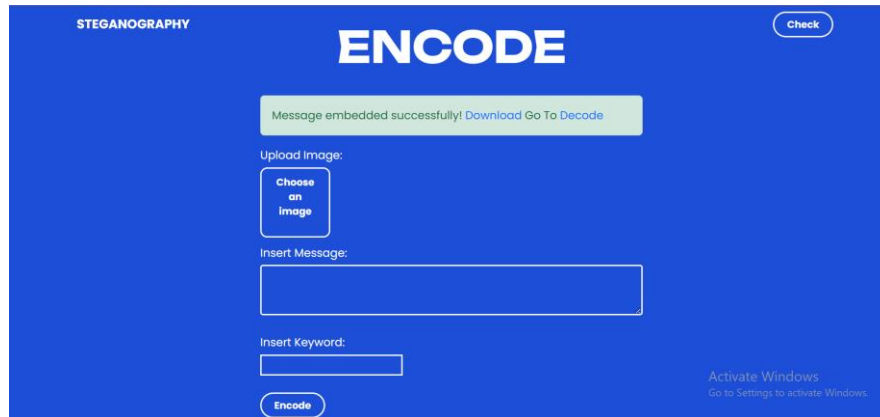 STEGANOGRAPHY
Check
ENCODE
Message embedded successfully! Download Go To Decode
Upload Image:
Choose
an
image
Insert Message:
Insert Keyword:
Encode
Activate Windows
Go to Settings to activate Windows.